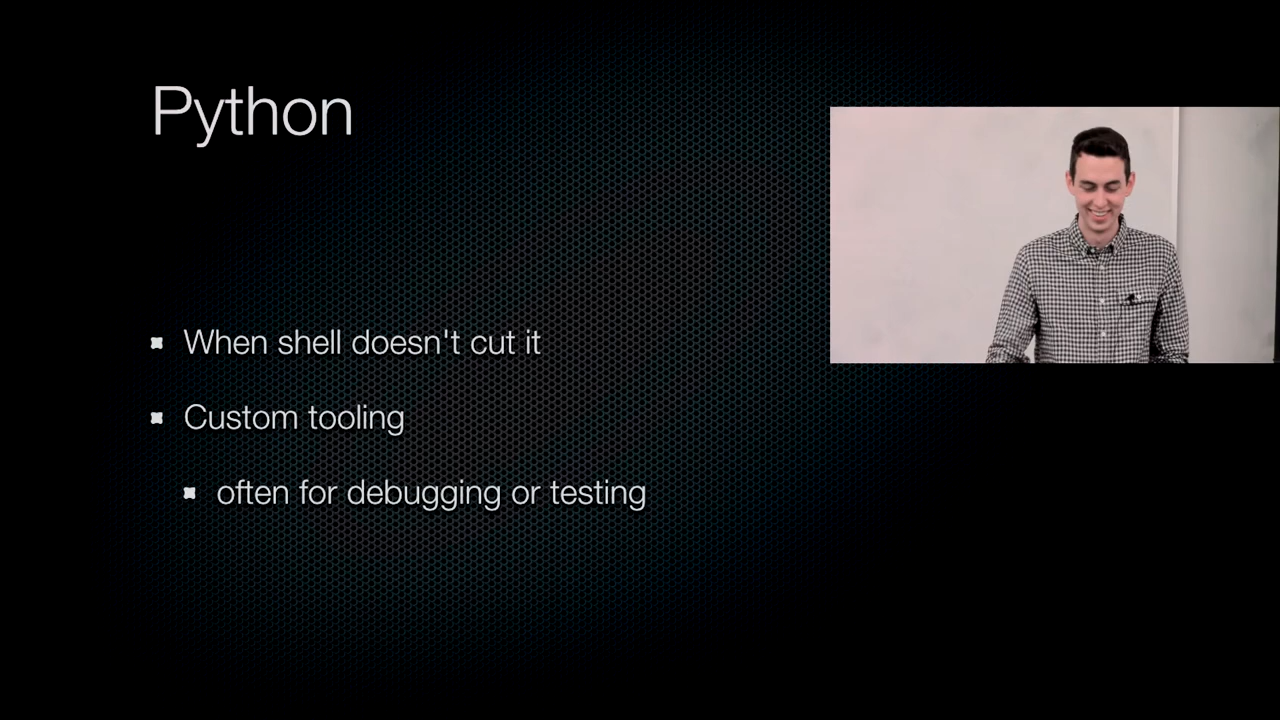 Python
When shell doesn't cut it
Custom tooling
often for debugging or testing